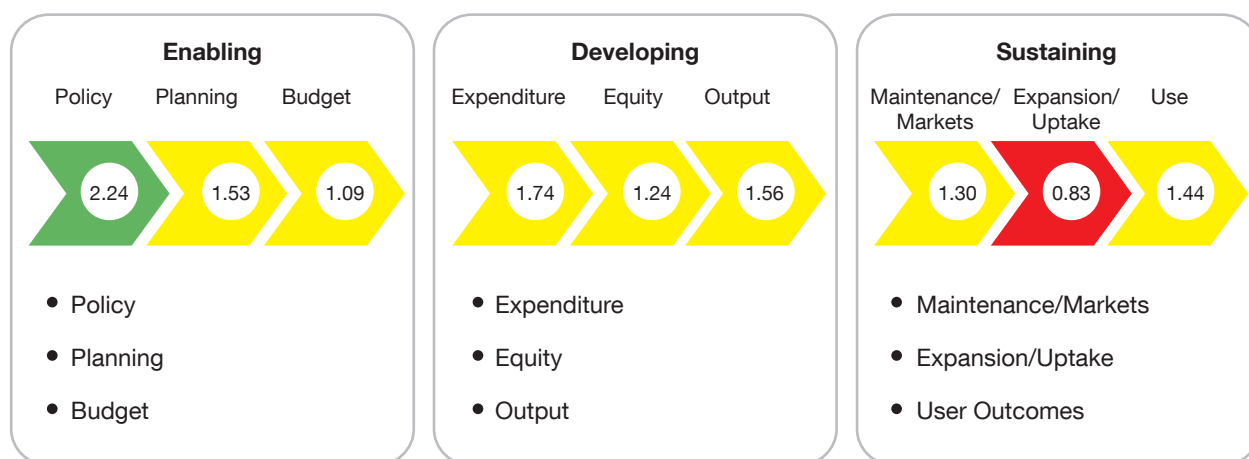 Enabling
Policy Planning Budget
2.24 1.53 1.09
• Policy
• Planning
• Budget
Developing
Expenditure Equity Output
1.74 1.24 1.56
• Expenditure
• Equity
• Output
Sustaining
Maintenance/ Expansion/ Use
Markets Uptake
1.30 0.83 1.44
• Maintenance/Markets
• Expansion/Uptake
• User Outcomes